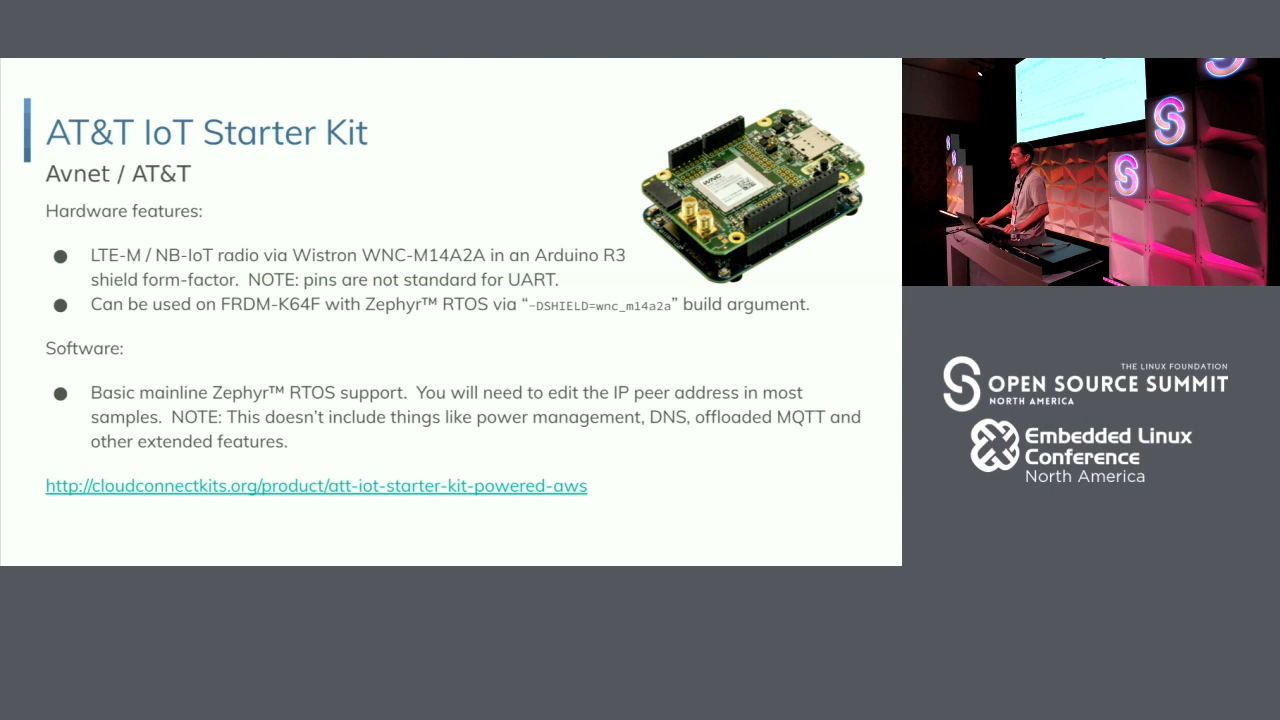 AT&T IoT Starter Kit
Avnet / AT&T
Hardware features:
● LTE-M / NB-IoT radio via Wistron WNC-M14A2A in an Arduino R3
shield form-factor. NOTE: pins are not standard for UART.
● Can be used on FRDM-K64F with Zephyr™ RTOS via “-DSHIELD=wnc_m14a2a” build argument.
Software:
● Basic mainline Zephyr™ RTOS support. You will need to edit the IP peer address in most
samples. NOTE: This doesn’t include things like power management, DNS, offloaded MQTT and
other extended features.
http://cloudconnectkits.org/product/att-iot-starter-kit-powered-aws
WNC
THE LINUX FOUNDATION
OPEN SOURCE SUMMIT
NORTH AMERICA
Embedded Linux
Conference
North America